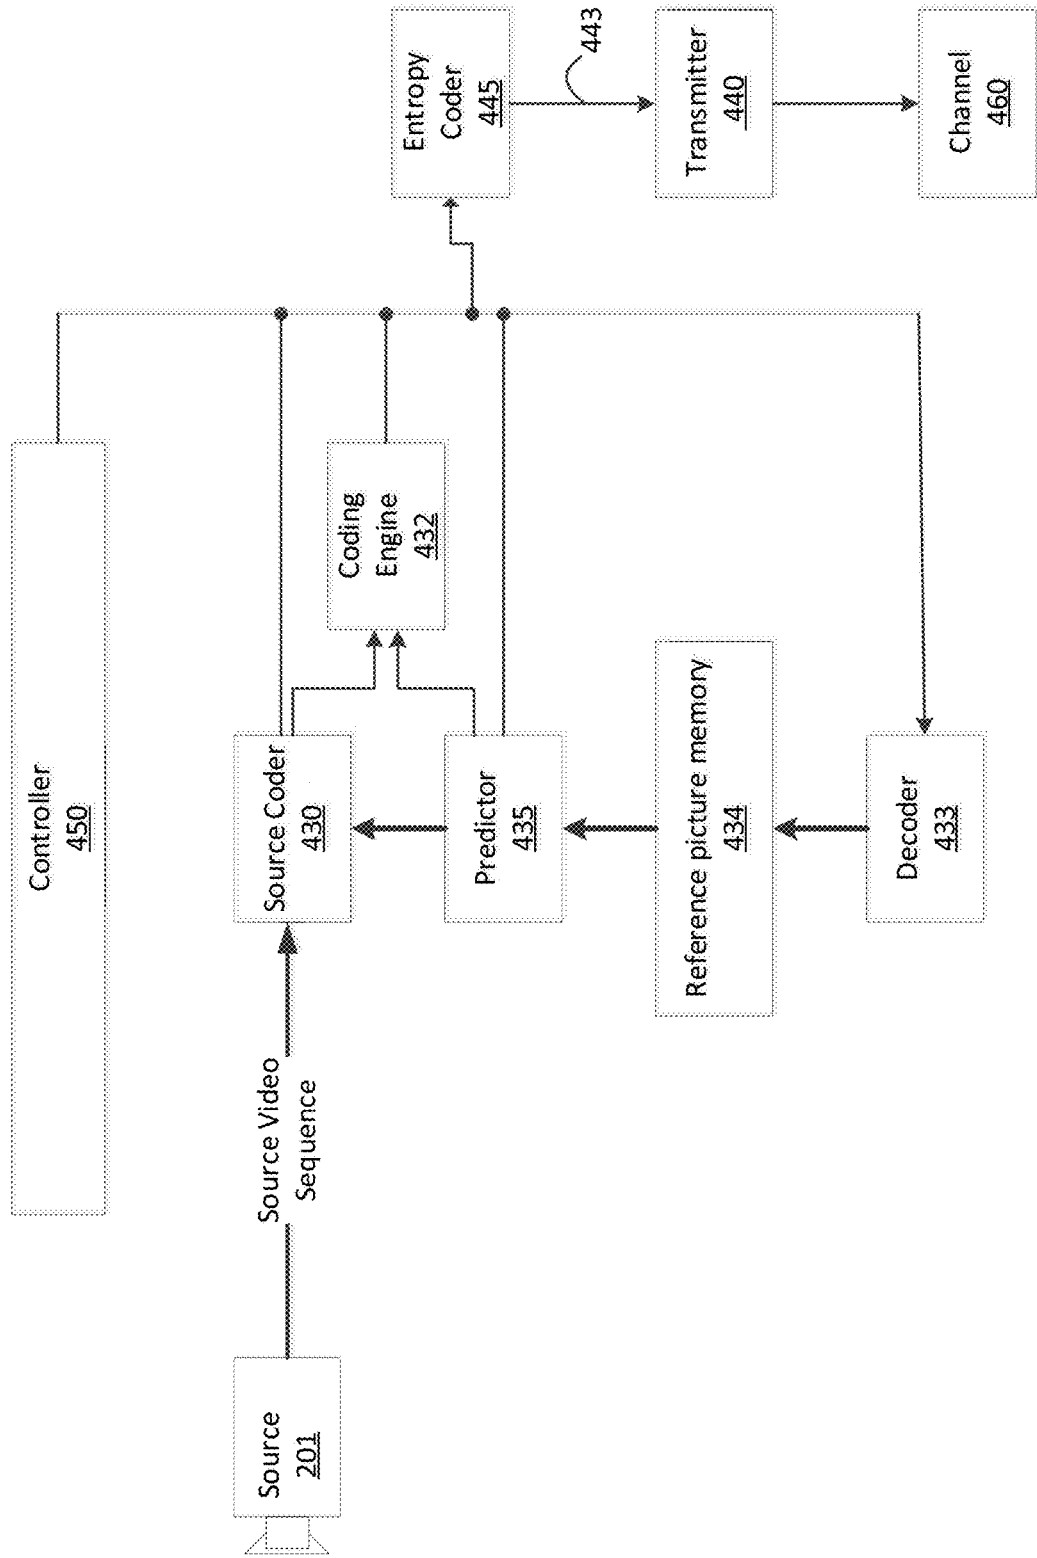 Controller
450
Source
201
Source Video
Sequence
Source Coder
430
Coding
Engine
432
Predictor
435
Reference picture memory
434
Decoder
433
Entropy
Coder
445
443
Transmitter
440
Channel
460